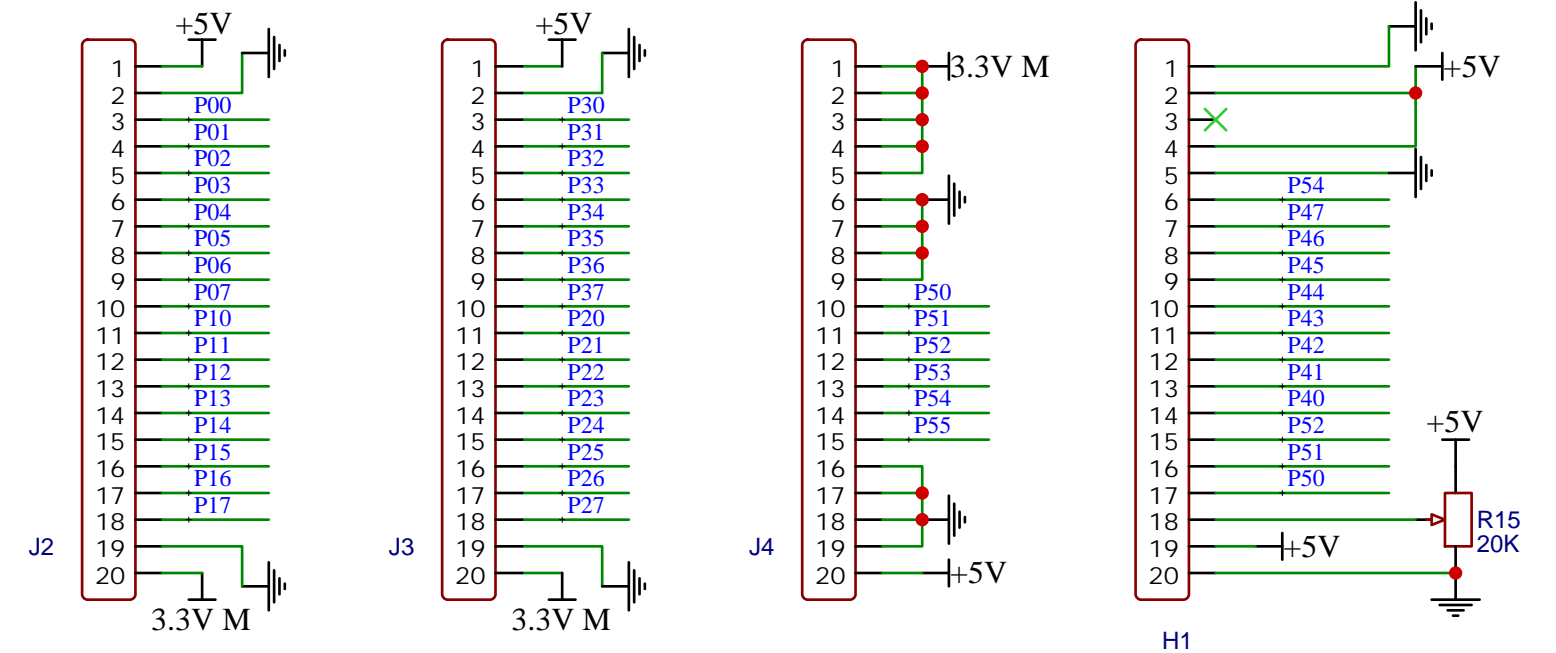 +5V
1
2
P00
3
P01
4
P02
5
P03
6
P04
7
P05
8
P06
9
P07
10
P10
11
P11
12
P12
13
P13
14
P14
15
P15
16
P16
17
P17
18
19
20
J2
3.3V M
+5V
1
2
P30
3
P31
4
P32
5
P33
6
P34
7
P35
8
P36
9
P37
10
P20
11
P21
12
P22
13
P23
14
P24
15
P25
16
P26
17
P27
18
19
20
J3
3.3V M
1
3.3V M
2
3
4
5
6
7
8
9
P50
10
P51
11
P52
12
P53
13
P54
14
P55
15
16
17
18
19
20
+5V
J4
1
+5V
2
3
4
5
P54
6
P47
7
P46
8
P45
9
P44
10
P43
11
P42
12
P41
13
P40
14
P52
15
P51
16
P50
17
18
19
+5V
20
+5V
R15
20K
H1